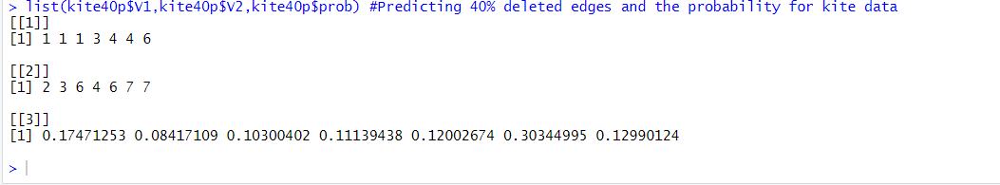 > list(kite40p$V1,kite40p$V2,kite40p$prob) #Predicting 40% deleted edges and the probability for kite data
[[1]]
[1] 1 1 1 3 4 4 6
[[2]]
[1] 2 3 6 4 6 7 7
[[3]]
[1] 0.17471253 0.08417109 0.10300402 0.11139438 0.12002674 0.30344995 0.12990124
>